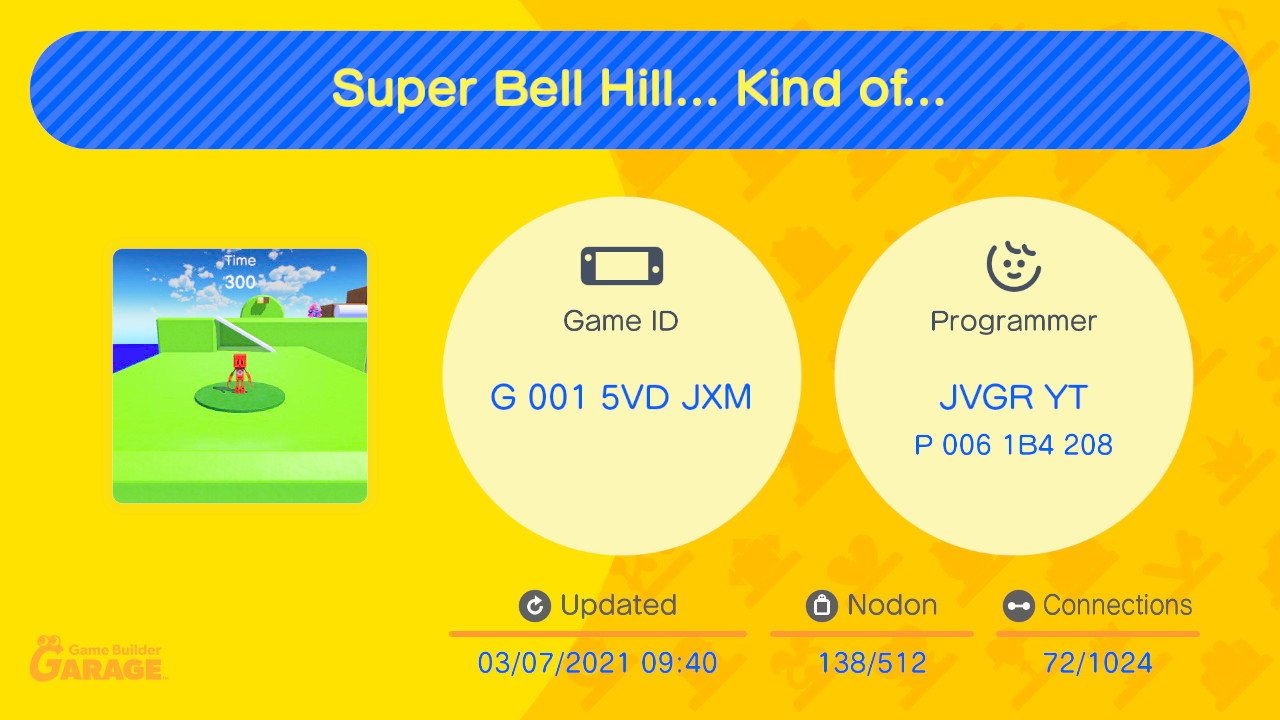 Super Bell Hill... Kind of...
Time
300
Game ID
G 001 5VD JXM
Programmer
JVGR YT
P 006 1B4 208
Updated
03/07/2021 09:40
Nodon
138/512
Connections
72/1024
Game Builder
GARAGE